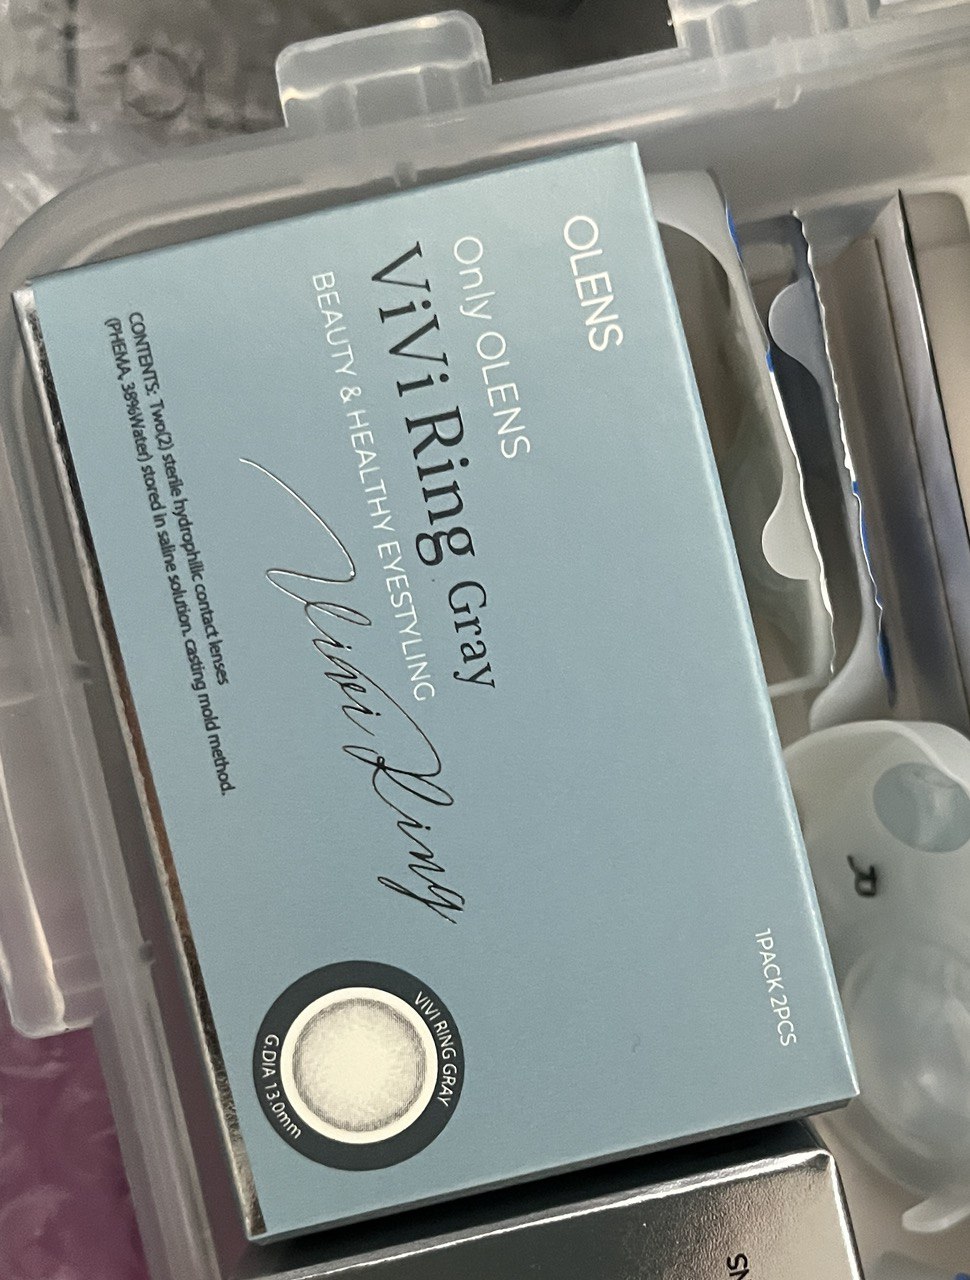 OLENS
Only OLENS
ViVi Ring Gray
BEAUTY & HEALTHY EYESTYLING
Vivi Ring
CONTENTS: Two(2) sterile hydrophilic contact lenses
(PHEMA, 38%Water) stored in saline solution. casting mold method.
1PACK 2PCS
VIVI RING GRAY
G.DIA 13.0mm